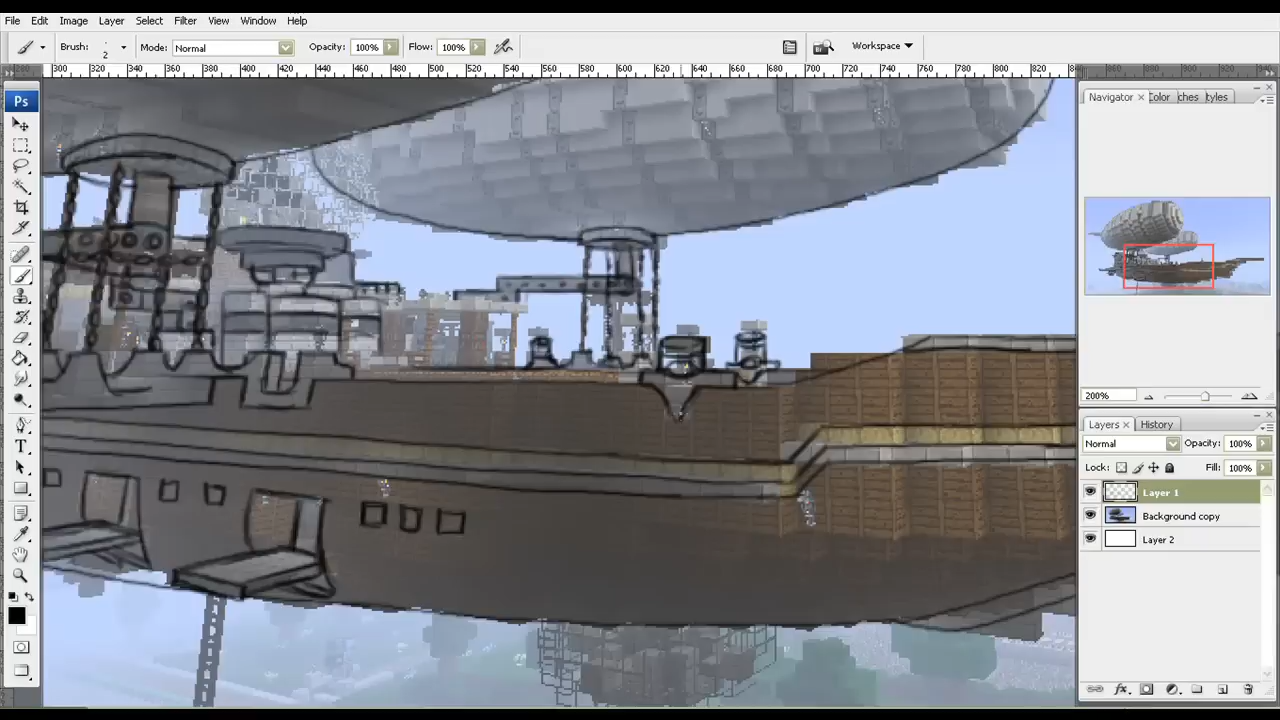 File Edit Image Layer Select Filter View Window Help
Brush: 2 Mode: Normal Opacity: 100% Flow: 100% Workspace
320 340 360 380 400 420 440 460 480 500 520 540 560 580 600 620 640 660 680 700 720 740 760 780 800 820
Ps
Navigator Color ches tyles
200%
Layers History
Normal Opacity: 100%
Lock: Fill: 100%
Layer 1
Background copy
Layer 2